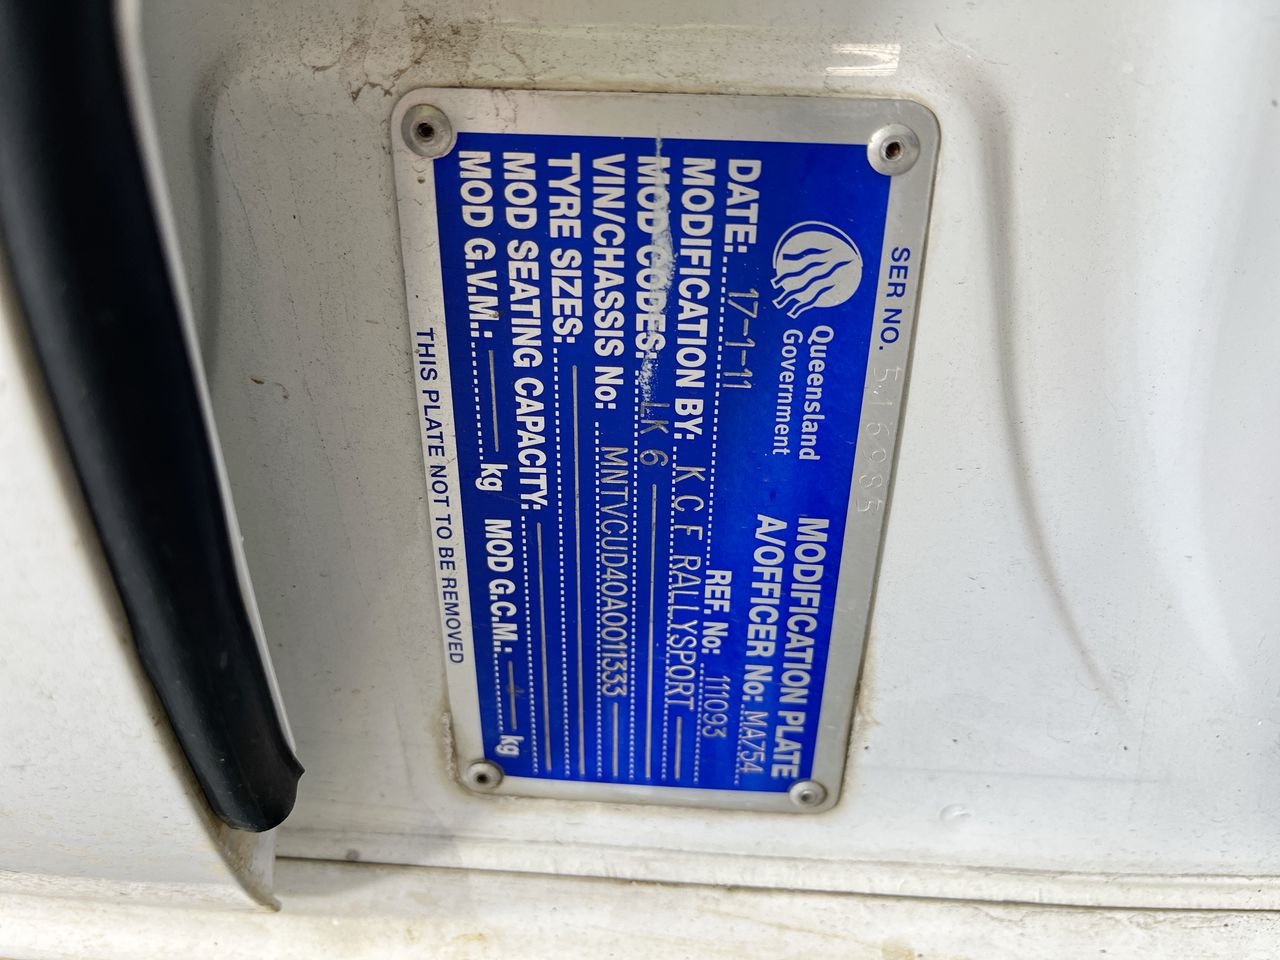 SER NO. 516985
Queensland
Government
MODIFICATION PLATE
A/OFFICER No: MA754
DATE: 17-1-11 REF. No: 111093
MODIFICATION BY: K C F RALLYSPORT
MOD CODES: LK 6
VIN/CHASSIS No: MNTVCUD40A0011333
TYRE SIZES:
MOD SEATING CAPACITY:
MOD G.V.M.: kg MOD G.C.M.: kg
THIS PLATE NOT TO BE REMOVED